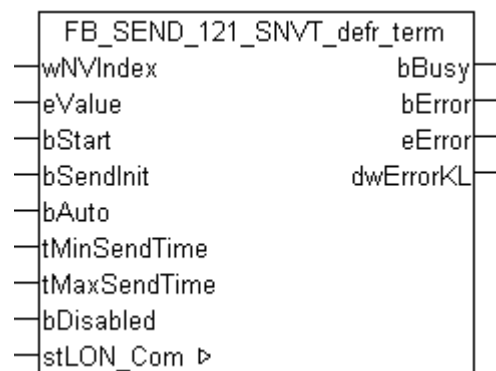 FB_SEND_121_SNVT_defr_term
wNVIndex bBusy
eValue bError
bStart eError
bSendInit dwErrorKL
bAuto
tMinSendTime
tMaxSendTime
bDisabled
stLON_Com ▷